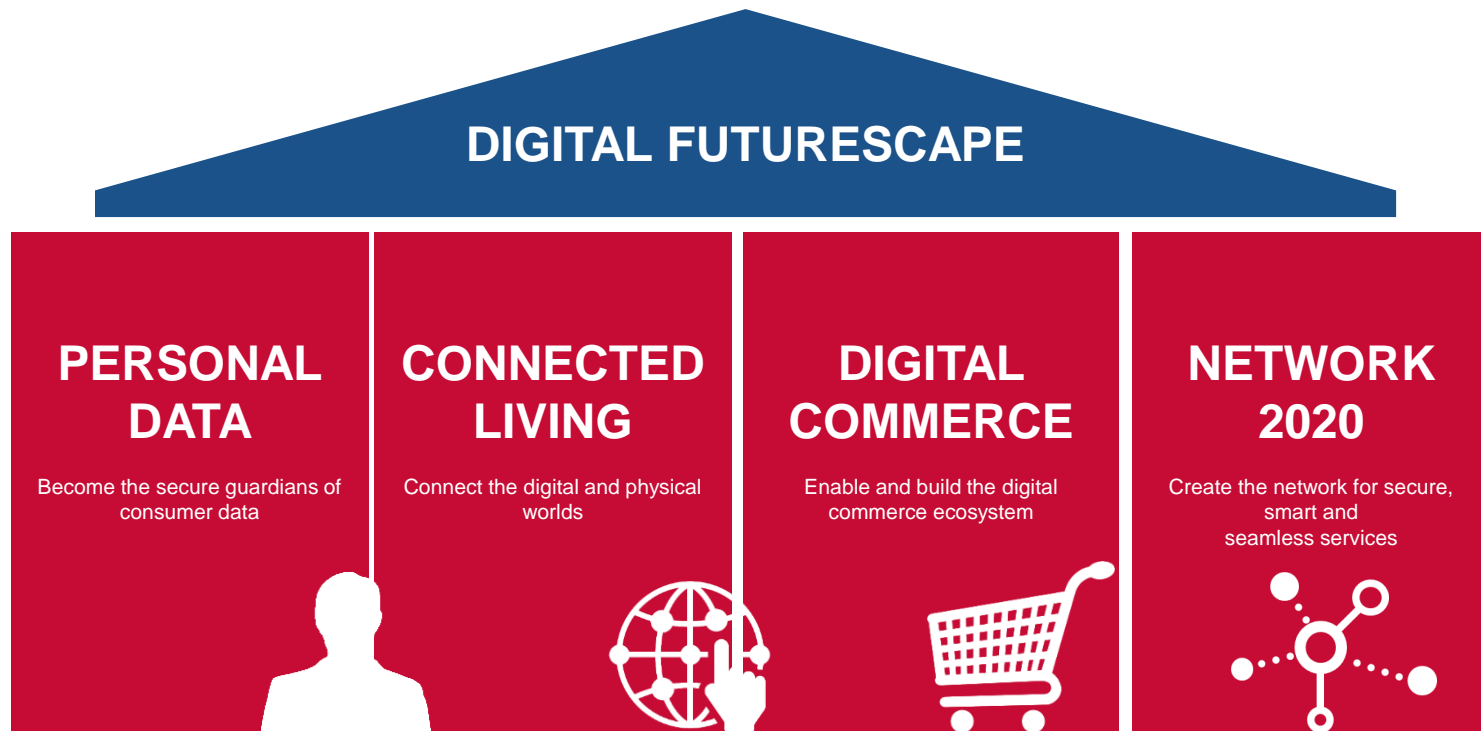 DIGITAL FUTURESCAPE
PERSONAL
DATA
Become the secure guardians of
consumer data
CONNECTED
LIVING
Connect the digital and physical
worlds
DIGITAL
COMMERCE
Enable and build the digital
commerce ecosystem
NETWORK
2020
Create the network for secure,
smart and
seamless services